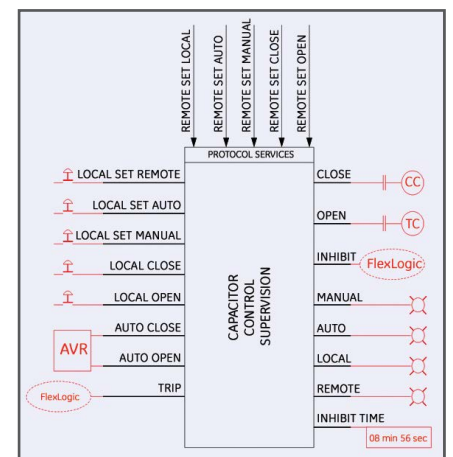 REMOTE SET LOCAL
REMOTE SET AUTO
REMOTE SET MANUAL
REMOTE SET CLOSE
REMOTE SET OPEN
PROTOCOL SERVICES
LOCAL SET REMOTE
LOCAL SET AUTO
LOCAL SET MANUAL
LOCAL CLOSE
LOCAL OPEN
AUTO CLOSE
AVR
AUTO OPEN
TRIP
FlexLogic
CAPACITOR
CONTROL
SUPERVISION
CLOSE
CC
OPEN
TC
INHIBIT
FlexLogic
MANUAL
AUTO
LOCAL
REMOTE
INHIBIT TIME
08 min 56 sec